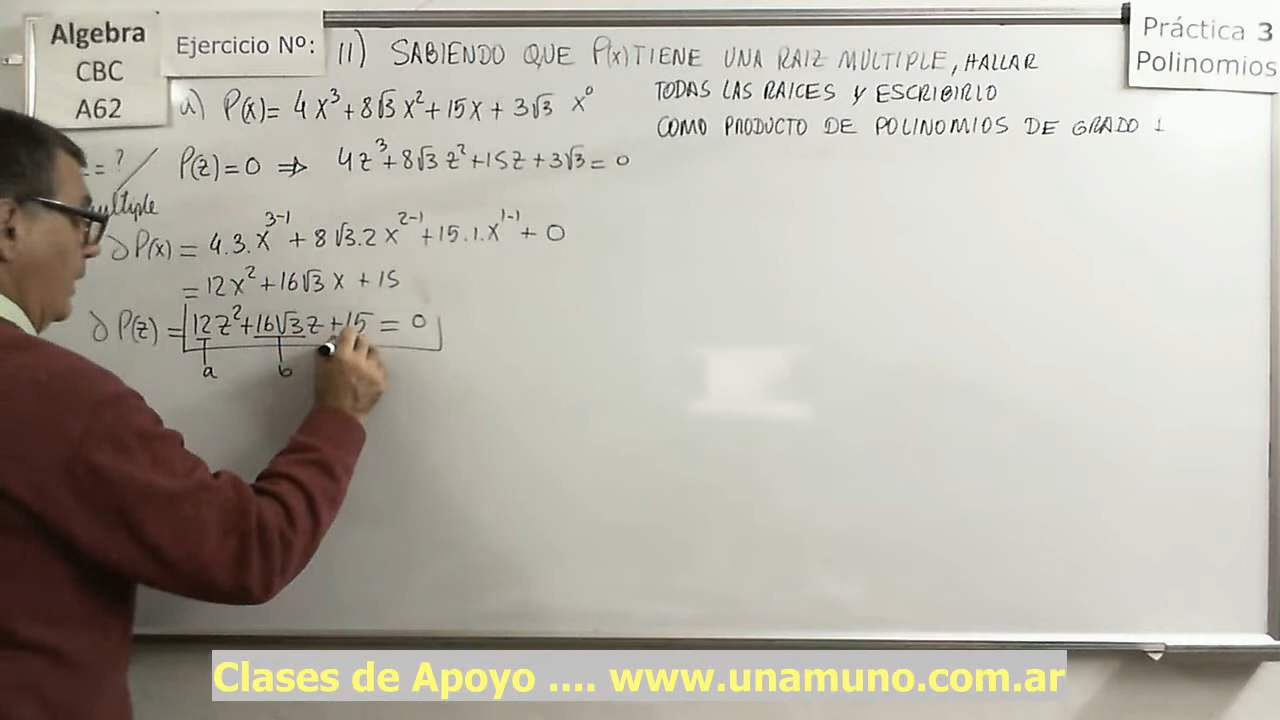 Algebra
CBC
A62
Ejercicio Nº:
11) SABIENDO QUE P(x) TIENE UNA RAIZ MULTIPLE, HALLAR
TODAS LAS RAICES Y ESCRIBIRLO
COMO PRODUCTO DE POLINOMIOS DE GRADO 1
Práctica 3
Polinomios
a) P(x) = 4x³ + 8√3 x² + 15x + 3√3 x⁰
= ? / P(z) = 0 ⇒ 4z³ + 8√3 z² + 15z + 3√3 = 0
∂P(x) = 4.3.x³⁻¹ + 8√3.2x²⁻¹ + 15.1.x¹⁻¹ + 0
= 12x² + 16√3 x + 15
∂P(z) = 12z² + 16√3 z + 15 = 0
a b
Clases de Apoyo .... www.unamuno.com.ar